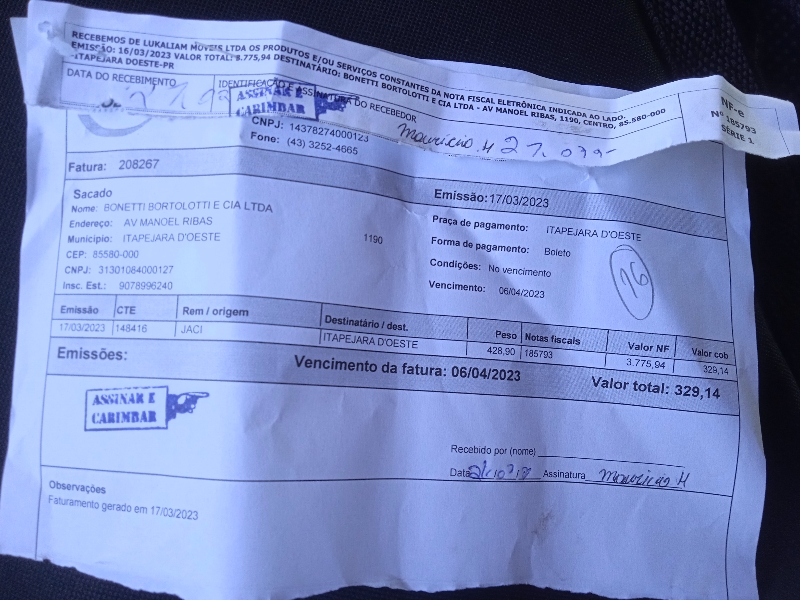 RECEBEMOS DE LUKALIAM MOVEIS LTDA OS PRODUTOS E/OU SERVIÇOS CONSTANTES DA NOTA FISCAL ELETRÔNICA INDICADA AO LADO.
EMISSÃO: 16/03/2023 VALOR TOTAL: 3.775,94 DESTINATÁRIO: BONETTI BORTOLOTTI E CIA LTDA - AV MANOEL RIBAS, 1190, CENTRO, 85.580-000
ITAPEJARA DOESTE-PR
NF-e
Nº 185793
SÉRIE 1
DATA DO RECEBIMENTO
IDENTIFICAÇÃO E ASSINATURA DO RECEBEDOR
ASSINAR E
CARIMBAR
CNPJ: 14378274000123
Fone: (43) 3252-4665
Mauricio H
Fatura: 208267
Emissão: 17/03/2023
Sacado
Nome: BONETTI BORTOLOTTI E CIA LTDA
Endereço: AV MANOEL RIBAS 1190
Municipio: ITAPEJARA D'OESTE
CEP: 85580-000
CNPJ: 31301084000127
Insc. Est.: 9078996240
Praça de pagamento: ITAPEJARA D'OESTE
Forma de pagamento: Boleto
Condições: No vencimento
Vencimento: 06/04/2023
Emissão CTE Rem / origem Destinatário / dest. Peso Notas fiscais Valor NF Valor cob
17/03/2023 148416 JACI ITAPEJARA D'OESTE 428,90 185793 3.775,94 329,14
Emissões: Vencimento da fatura: 06/04/2023 Valor total: 329,14
ASSINAR E
CARIMBAR
Recebido por (nome)
Data Assinatura Mauricio H
Observações
Faturamento gerado em 17/03/2023